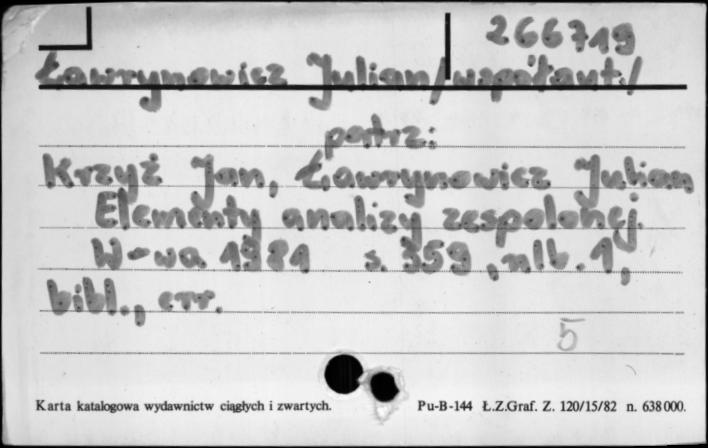 266719
Ławrynowicz Julian/współaut./
patrz:
Krzyż Jan, Ławrynowicz Julian
Elementy analizy zespolonej.
W-wa 1981 s. 359, nlb. 1,
bibl., err.
5
Karta katalogowa wydawnictw ciągłych i zwartych. Pu-B-144 Ł.Z.Graf. Z. 120/15/82 n. 638000.